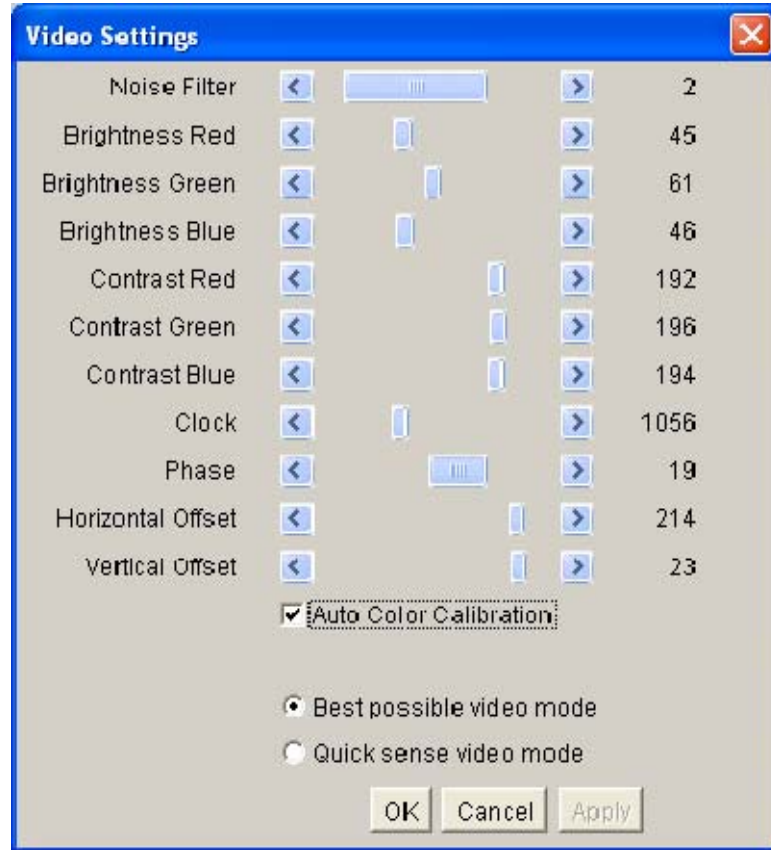 Video Settings
Noise Filter 2
Brightness Red 45
Brightness Green 61
Brightness Blue 46
Contrast Red 192
Contrast Green 196
Contrast Blue 194
Clock 1056
Phase 19
Horizontal Offset 214
Vertical Offset 23
Auto Color Calibration
Best possible video mode
Quick sense video mode
OK Cancel Apply